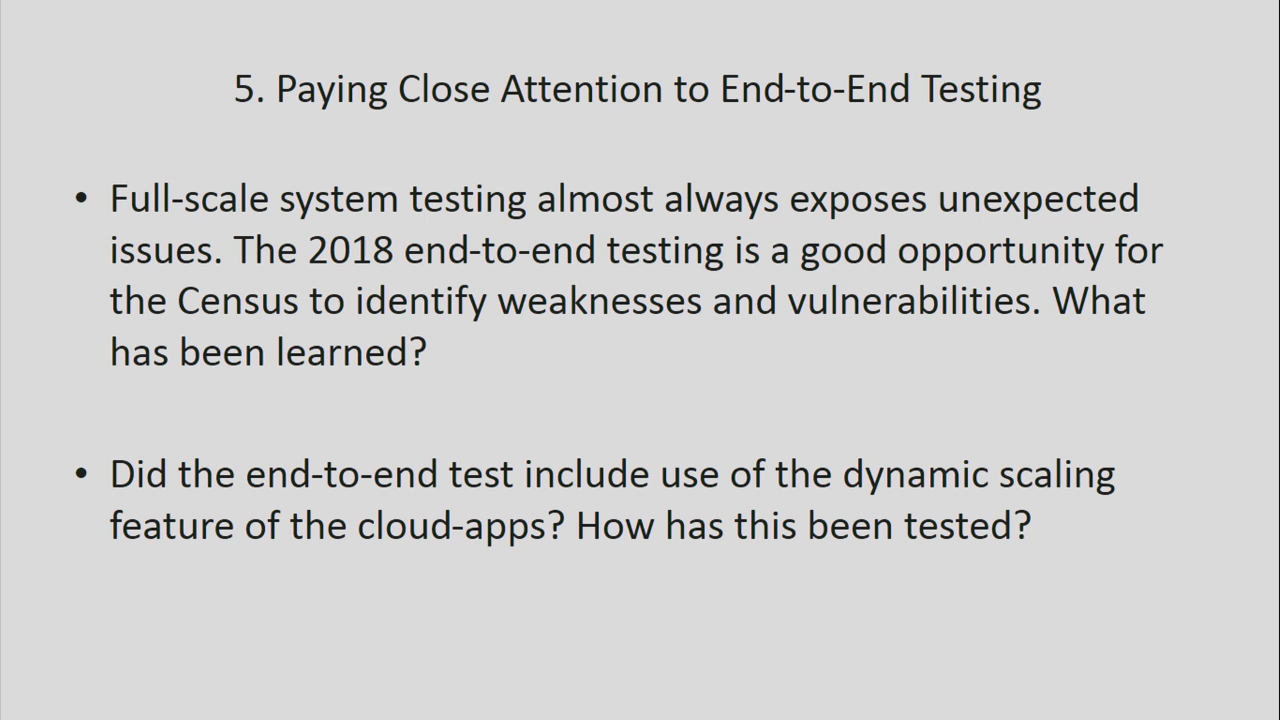 5. Paying Close Attention to End-to-End Testing
• Full-scale system testing almost always exposes unexpected
issues. The 2018 end-to-end testing is a good opportunity for
the Census to identify weaknesses and vulnerabilities. What
has been learned?
• Did the end-to-end test include use of the dynamic scaling
feature of the cloud-apps? How has this been tested?